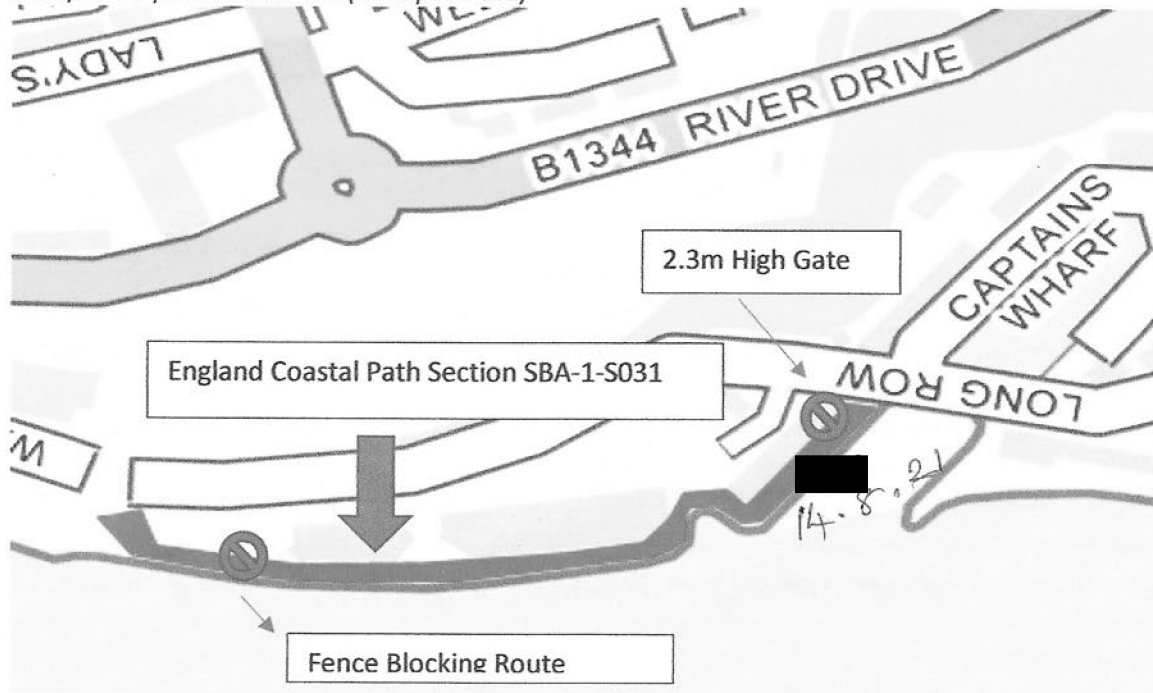 LADY'S
B1344 RIVER DRIVE
2.3m High Gate
CAPTAINS
WHARF
England Coastal Path Section SBA-1-S031
LONG ROW
14.8.21
Fence Blocking Route